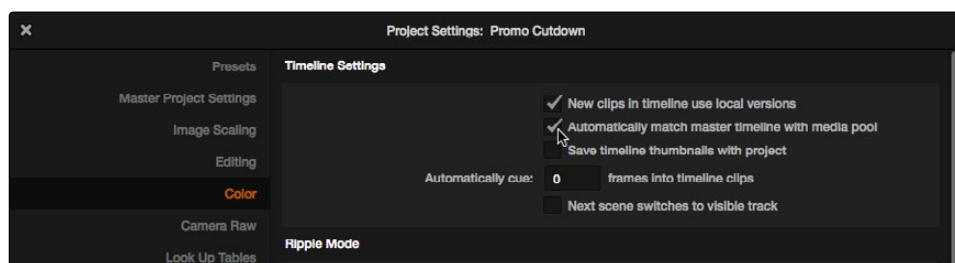 Project Settings: Promo Cutdown
Presets
Master Project Settings
Image Scaling
Editing
Color
Camera Raw
Look Up Tables
Timeline Settings
New clips in timeline use local versions
Automatically match master timeline with media pool
Save timeline thumbnails with project
Automatically cue: 0 frames into timeline clips
Next scene switches to visible track
Ripple Mode